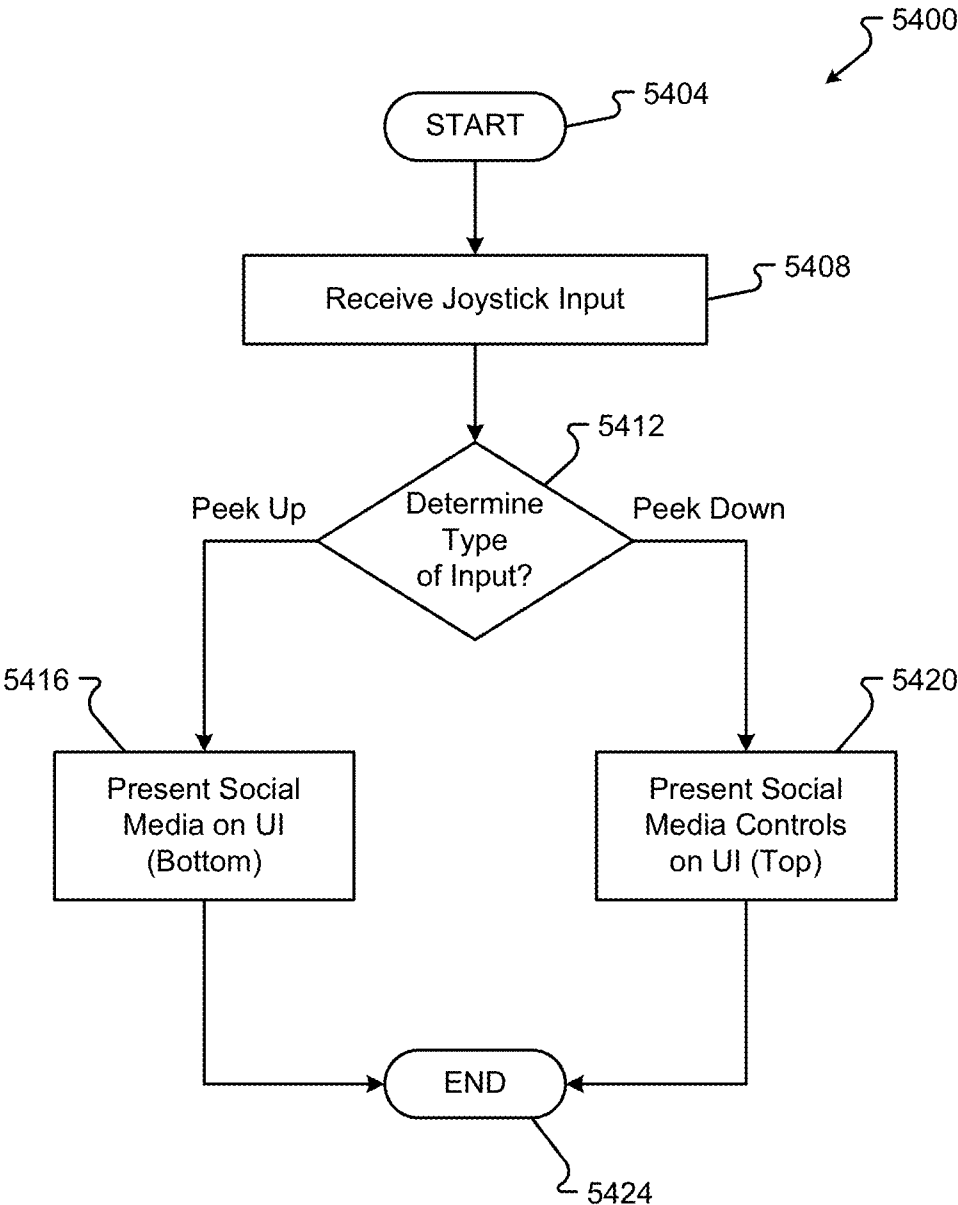 5400
START
5404
Receive Joystick Input
5408
5412
Determine
Type
of Input?
Peek Up
Peek Down
5416
5420
Present Social
Media on UI
(Bottom)
Present Social
Media Controls
on UI (Top)
END
5424